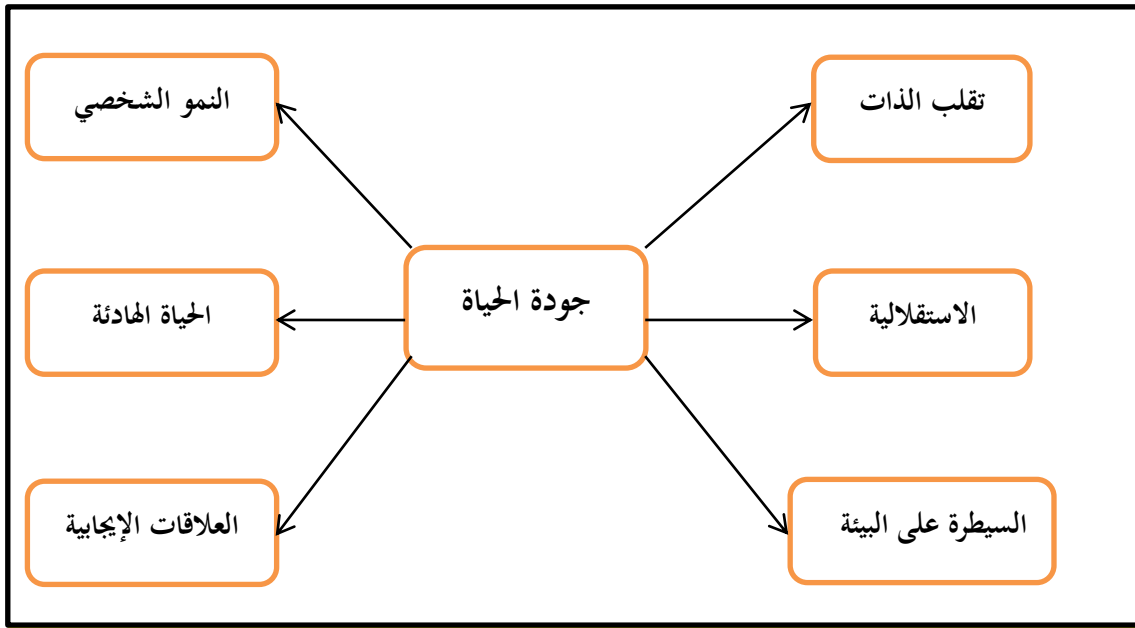 تقلب الذات
النمو الشخصي
جودة الحياة
الاستقلالية
الحياة الهادئة
السيطرة على البيئة
العلاقات الإيجابية